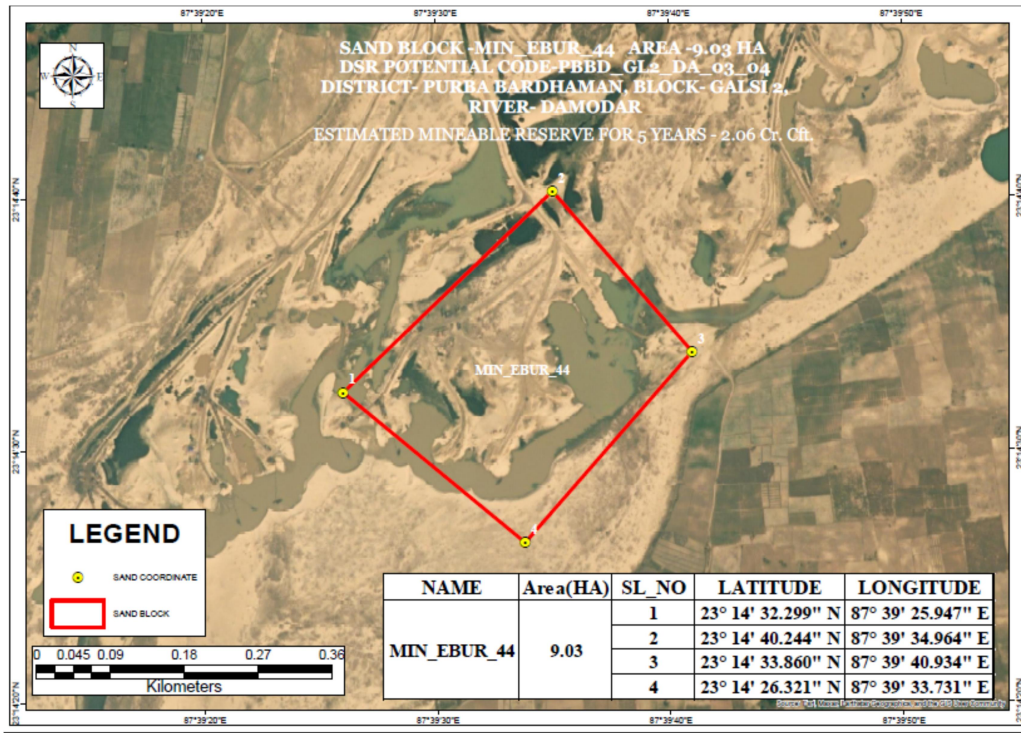 87°39'20"E 87°39'30"E 87°39'40"E 87°39'50"E
N
W E
S
SAND BLOCK -MIN_EBUR_44 AREA -9.03 HA
DSR POTENTIAL CODE-PBBD_GL2_DA_03_04
DISTRICT- PURBA BARDHAMAN, BLOCK- GALSI 2,
RIVER- DAMODAR
ESTIMATED MINEABLE RESERVE FOR 5 YEARS - 2.06 Cr. Cft.
23°14'40"N
2
3
MIN_EBUR_44
1
23°14'30"N
4
LEGEND
SAND COORDINATE
SAND BLOCK
0 0.045 0.09 0.18 0.27 0.36
Kilometers
NAME Area(HA) SL_NO LATITUDE LONGITUDE
MIN_EBUR_44 9.03
1 23° 14' 32.299" N 87° 39' 25.947" E
2 23° 14' 40.244" N 87° 39' 34.964" E
3 23° 14' 33.860" N 87° 39' 40.934" E
4 23° 14' 26.321" N 87° 39' 33.731" E
23°14'20"N
87°39'20"E 87°39'30"E 87°39'40"E 87°39'50"E